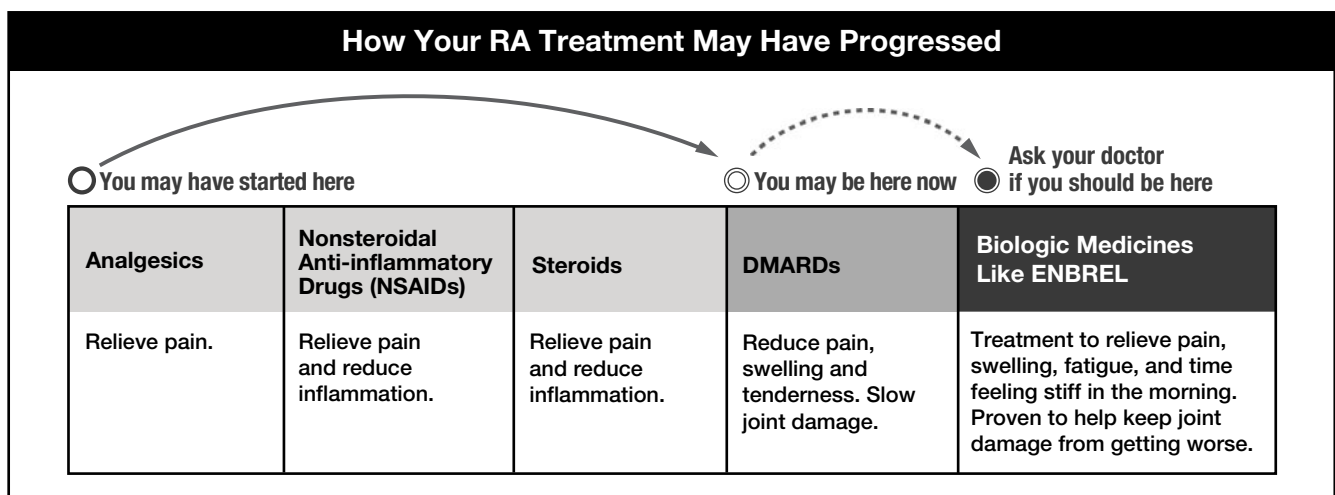 How Your RA Treatment May Have Progressed
You may have started here
You may be here now
Ask your doctor
if you should be here
Analgesics
Nonsteroidal
Anti-inflammatory
Drugs (NSAIDs)
Steroids
DMARDs
Biologic Medicines
Like ENBREL
Relieve pain.
Relieve pain
and reduce
inflammation.
Relieve pain
and reduce
inflammation.
Reduce pain,
swelling and
tenderness. Slow
joint damage.
Treatment to relieve pain,
swelling, fatigue, and time
feeling stiff in the morning.
Proven to help keep joint
damage from getting worse.